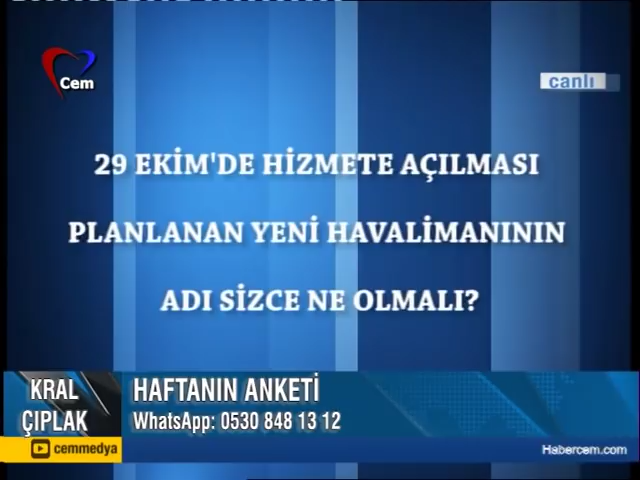 Cem
canlı
29 EKİM'DE HİZMETE AÇILMASI
PLANLANAN YENİ HAVALİMANININ
ADI SİZCE NE OLMALI?
KRAL
ÇIPLAK
HAFTANIN ANKETİ
WhatsApp: 0530 848 13 12
cemmedya
Habercem.com